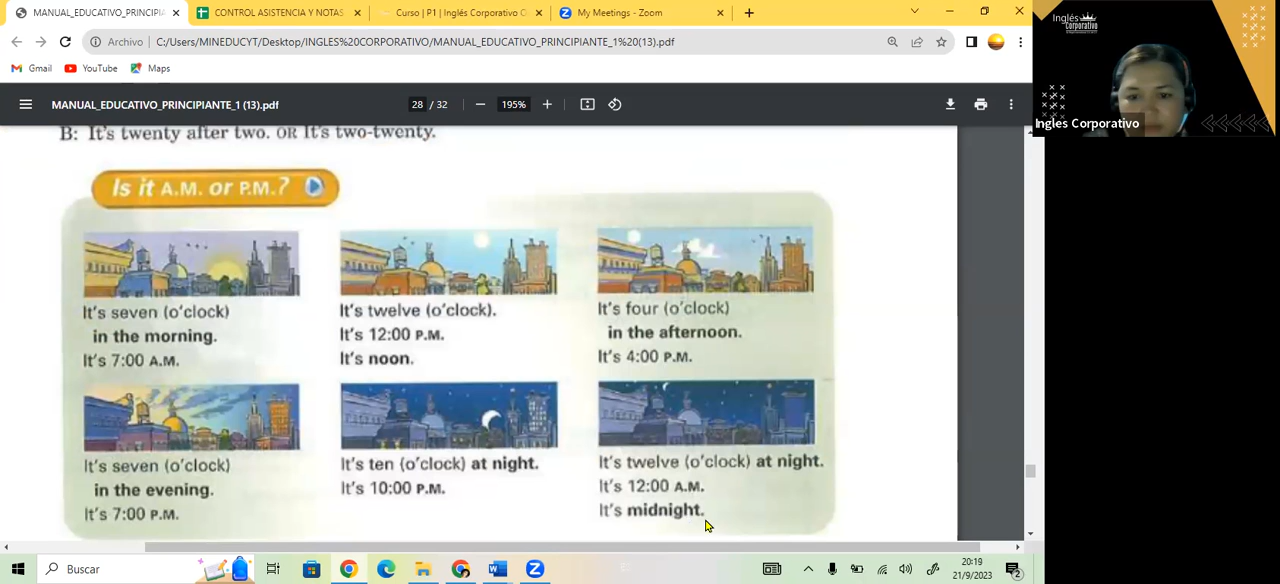 MANUAL_EDUCATIVO_PRINCIPIANTE_
CONTROL ASISTENCIA Y NOTAS
Curso | P1 | Inglés Corporativo C
My Meetings - Zoom
Archivo | C:/Users/MINEDUCYT/Desktop/INGLES%20CORPORATIVO/MANUAL_EDUCATIVO_PRINCIPIANTE_1%20(13).pdf
Gmail
YouTube
Maps
MANUAL_EDUCATIVO_PRINCIPIANTE_1 (13).pdf
28 / 32
195%
B: It's twenty after two. OR It's two-twenty.
Is it A.M. or P.M.?
It's seven (o'clock)
in the morning.
It's 7:00 A.M.
It's twelve (o'clock).
It's 12:00 P.M.
It's noon.
It's four (o'clock)
in the afternoon.
It's 4:00 P.M.
It's seven (o'clock)
in the evening.
It's 7:00 P.M.
It's ten (o'clock) at night.
It's 10:00 P.M.
It's twelve (o'clock) at night.
It's 12:00 A.M.
It's midnight.
Inglés
Corporativo
Ingles Corporativo
Buscar
20:19
21/9/2023
2